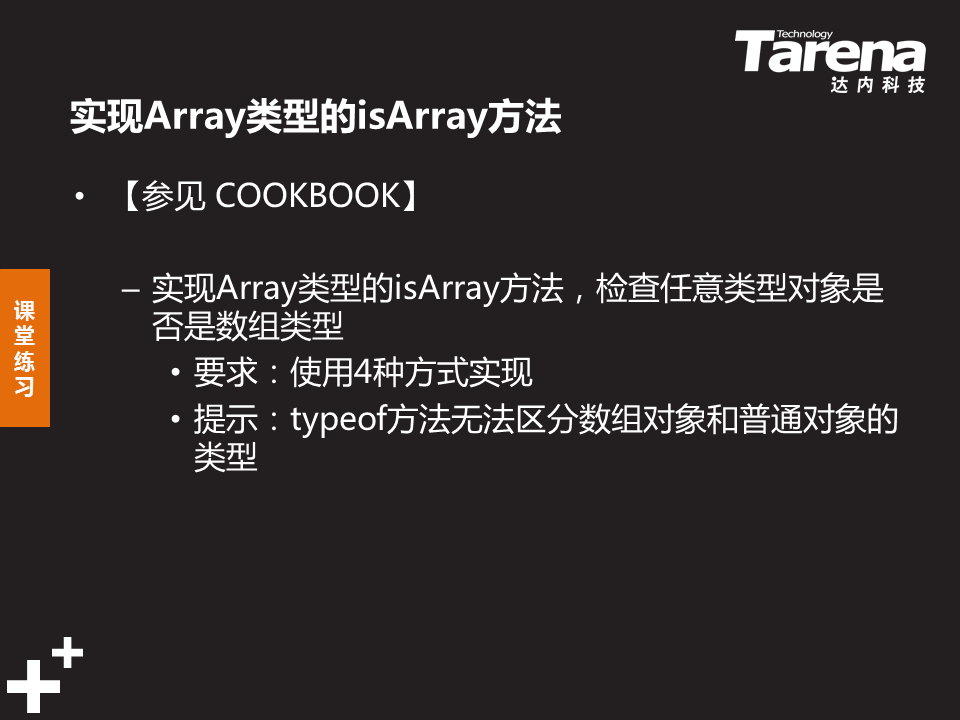 Technology
Tarena
达内科技
实现Array类型的isArray方法
• 【参见 COOKBOOK】
– 实现Array类型的isArray方法，检查任意类型对象是
否是数组类型
• 要求：使用4种方式实现
• 提示：typeof方法无法区分数组对象和普通对象的
类型
课
堂
练
习